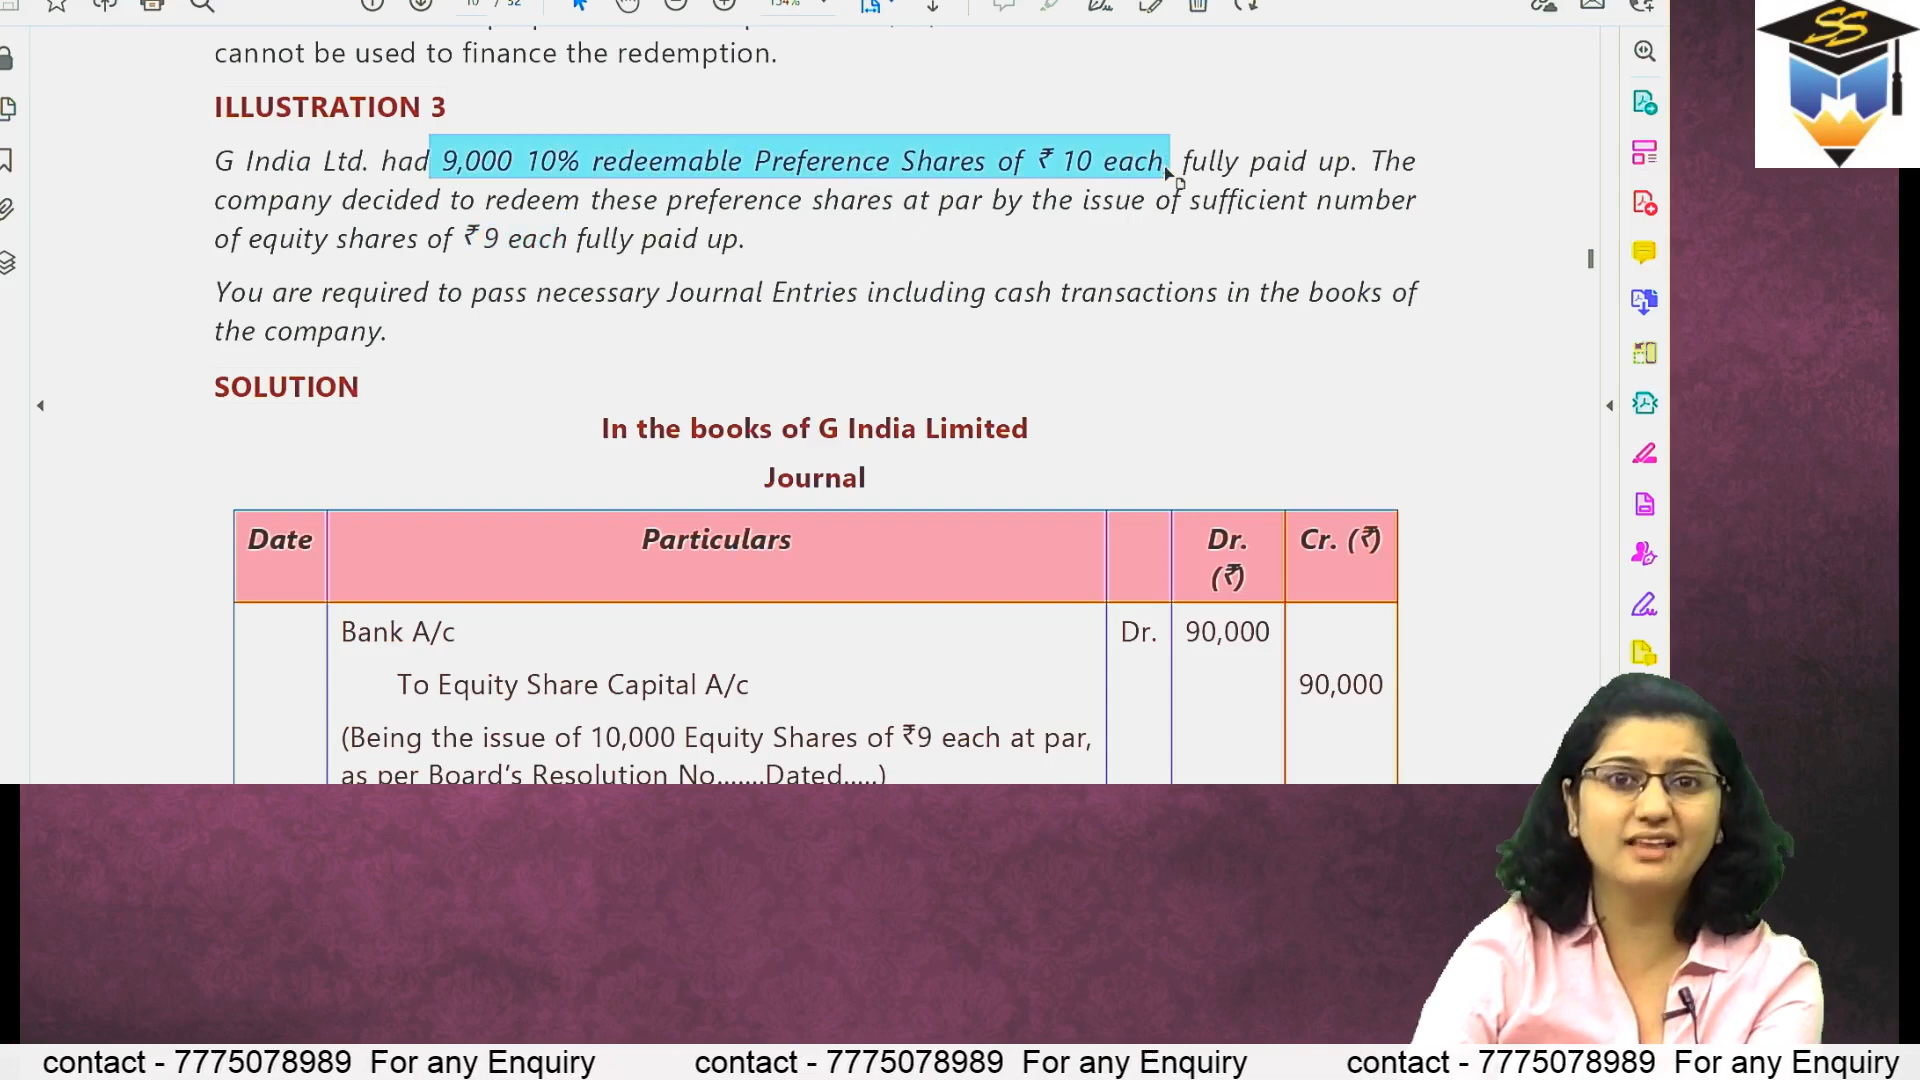 cannot be used to finance the redemption.
ILLUSTRATION 3
G India Ltd. had 9,000 10% redeemable Preference Shares of ₹ 10 each, fully paid up. The
company decided to redeem these preference shares at par by the issue of sufficient number
of equity shares of ₹ 9 each fully paid up.
You are required to pass necessary Journal Entries including cash transactions in the books of
the company.
SOLUTION
In the books of G India Limited
Journal
Date Particulars Dr. (₹) Cr. (₹)
Bank A/c Dr. 90,000
To Equity Share Capital A/c 90,000
(Being the issue of 10,000 Equity Shares of ₹9 each at par,
as per Board's Resolution No.......Dated.....)
SS
contact - 7775078989 For any Enquiry contact - 7775078989 For any Enquiry contact - 7775078989 For any Enquiry